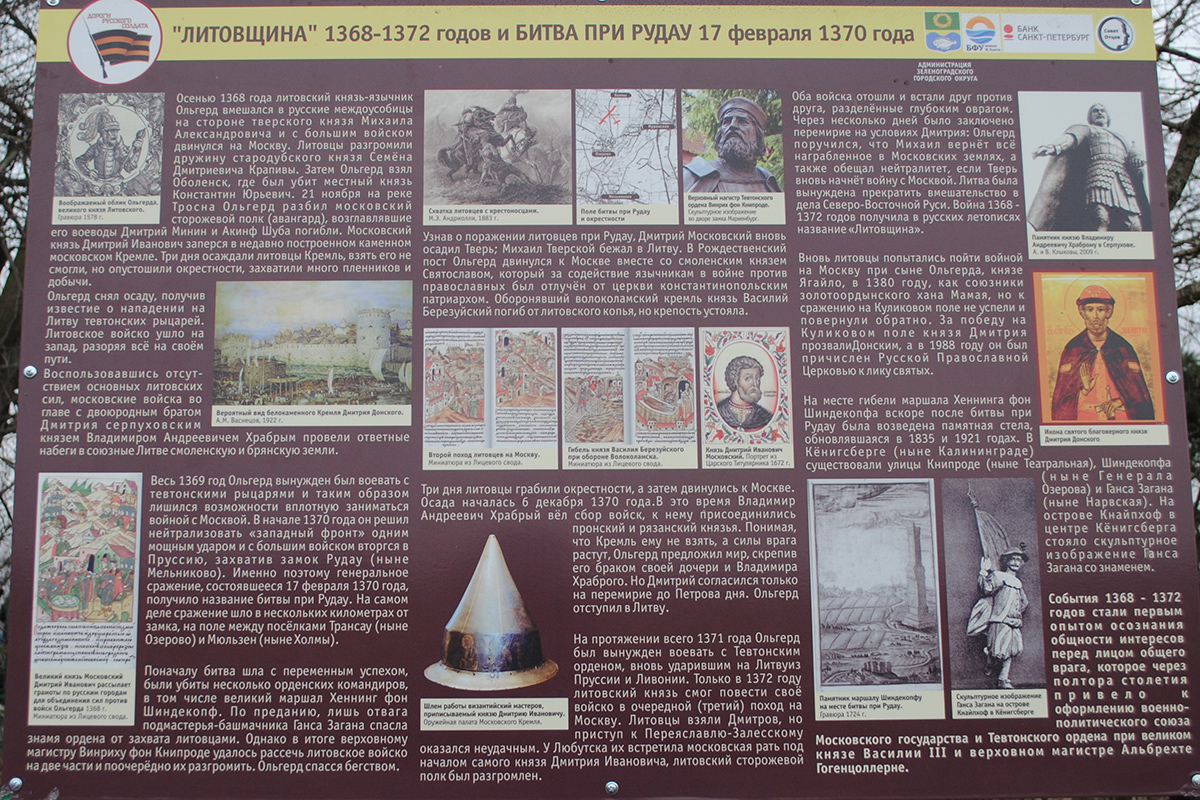 ДОРОГИ
РУССКОГО
СОЛДАТА
"ЛИТОВЩИНА" 1368-1372 годов и БИТВА ПРИ РУДАУ 17 февраля 1370 года
БФУ
БАНК
САНКТ-ПЕТЕРБУРГ
Совет
Отцов
АДМИНИСТРАЦИЯ
ЗЕЛЕНОГРАДСКОГО
ГОРОДСКОГО ОКРУГА
Воображаемый облик Ольгерда,
великого князя Литовского.
Гравюра 1578 г.
Осенью 1368 года литовский князь-язычник
Ольгерд вмешался в русские междоусобицы
на стороне тверского князя Михаила
Александровича и с большим войском
двинулся на Москву. Литовцы разгромили
дружину стародубского князя Семёна
Дмитриевича Крапивы. Затем Ольгерд взял
Оболенск, где был убит местный князь
Константин Юрьевич. 21 ноября на реке
Тросна Ольгерд разбил московский
сторожевой полк (авангард), возглавлявшие
его воеводы Дмитрий Минин и Акинф Шуба погибли. Московский
князь Дмитрий Иванович заперся в недавно построенном каменном
московском Кремле. Три дня осаждали литовцы Кремль, взять его не
смогли, но опустошили окрестности, захватили много пленников и
добычи.
Ольгерд снял осаду, получив
известие о нападении на
Литву тевтонских рыцарей.
Литовское войско ушло на
запад, разоряя всё на своём
пути.
Воспользовавшись отсут-
ствием основных литовских
сил, московские войска во
главе с двоюродным братом
Дмитрия серпуховским
князем Владимиром Андреевичем Храбрым провели ответные
набеги в союзные Литве смоленскую и брянскую земли.
Вероятный вид белокаменного Кремля Дмитрия Донского.
А.М. Васнецов, 1922 г.
Весь 1369 год Ольгерд вынужден был воевать с
тевтонскими рыцарями и таким образом
лишился возможности вплотную заниматься
войной с Москвой. В начале 1370 года он решил
нейтрализовать «западный фронт» одним
мощным ударом и с большим войском вторгся в
Пруссию, захватив замок Рудау (ныне
Мельниково). Именно поэтому генеральное
сражение, состоявшееся 17 февраля 1370 года,
получило название битвы при Рудау. На самом
деле сражение шло в нескольких километрах от
замка, на поле между посёлками Трансау (ныне
Озерово) и Мюльзен (ныне Холмы).
Великий князь Московский
Дмитрий Иванович рассылает
грамоты по русским городам
для объединения сил против
войск Ольгерда 1368 г.
Миниатюра из Лицевого свода.
Поначалу битва шла с переменным успехом,
были убиты несколько орденских командиров,
в том числе великий маршал Хеннинг фон
Шиндекопф. По преданию, лишь отвага
подмастерья-башмачника Ганса Загана спасла
знамя ордена от захвата литовцами. Однако в итоге верховному
магистру Винриху фон Книпроде удалось рассечь литовское войско
на две части и поочерёдно их разгромить. Ольгерд спасся бегством.
Схватка литовцев с крестоносцами.
М.Э. Андриолли, 1883 г.
Поле битвы при Рудау
и окрестности
Верховный магистр Тевтонского
ордена Винрих фон Книпроде.
Скульптурное изображение
во дворе замка Мариенбург.
Узнав о поражении литовцев при Рудау, Дмитрий Московский вновь
осадил Тверь; Михаил Тверской бежал в Литву. В Рождественский
пост Ольгерд двинулся к Москве вместе со смоленским князем
Святославом, который за содействие язычникам в войне против
православных был отлучён от церкви константинопольским
патриархом. Оборонявший волоколамский кремль князь Василий
Березуйский погиб от литовского копья, но крепость устояла.
Второй поход литовцев на Москву.
Миниатюра из Лицевого свода.
Гибель князя Василия Березуйского
при обороне Волоколамска.
Миниатюра из Лицевого свода.
Князь Дмитрий Иванович
Московский. Портрет из
Царского Титулярника 1672 г.
Три дня литовцы грабили окрестности, а затем двинулись к Москве.
Осада началась 6 декабря 1370 года.В это время Владимир
Андреевич Храбрый вёл сбор войск, к нему присоединились
пронский и рязанский князья. Понимая,
что Кремль ему не взять, а силы врага
растут, Ольгерд предложил мир, скрепив
его браком своей дочери и Владимира
Храброго. Но Дмитрий согласился только
на перемирие до Петрова дня. Ольгерд
отступил в Литву.
Шлем работы византийских мастеров,
приписываемый князю Дмитрию Ивановичу.
Оружейная палата Московского Кремля.
На протяжении всего 1371 года Ольгерд
был вынужден воевать с Тевтонским
орденом, вновь ударившим на Литвуиз
Пруссии и Ливонии. Только в 1372 году
литовский князь смог повести своё
войско в очередной (третий) поход на
Москву. Литовцы взяли Дмитров, но
приступ к Переяславлю-Залесскому
оказался неудачным. У Любутска их встретила московская рать под
началом самого князя Дмитрия Ивановича, литовский сторожевой
полк был разгромлен.
Оба войска отошли и встали друг против
друга, разделённые глубоким оврагом.
Через несколько дней было заключено
перемирие на условиях Дмитрия: Ольгерд
поручился, что Михаил вернёт всё
награбленное в Московских землях, а
также обещал нейтралитет, если Тверь
вновь начнёт войну с Москвой. Литва была
вынуждена прекратить вмешательство в
дела Северо-Восточной Руси. Война 1368 -
1372 годов получила в русских летописях
название «Литовщина».
Памятник князю Владимиру
Андреевичу Храброму в Серпухове.
А. и В. Клыковы, 2009 г.
Вновь литовцы попытались пойти войной
на Москву при сыне Ольгерда, князе
Ягайло, в 1380 году, как союзники
золотоордынского хана Мамая, но к
сражению на Куликовом поле не успели и
повернули обратно. За победу на
Куликовом поле князя Дмитрия
прозвалиДонским, а в 1988 году он был
причислен Русской Православной
Церковью к лику святых.
Икона святого благоверного князя
Дмитрия Донского
На месте гибели маршала Хеннинга фон
Шиндекопфа вскоре после битвы при
Рудау была возведена памятная стела,
обновлявшаяся в 1835 и 1921 годах. В
Кёнигсберге (ныне Калининграде)
существовали улицы Книпроде (ныне Театральная), Шиндекопфа
(ныне Генерала
Озерова) и Ганса Загана
(ныне Нарвская). На
острове Кнайпхоф в
центре Кёнигсберга
стояло скульптурное
изображение Ганса
Загана со знаменем.
Памятник маршалу Шиндекопфу
на месте битвы при Рудау.
Гравюра 1724 г.
Скульптурное изображение
Ганса Загана на острове
Кнайпхоф в Кёнигсберге
События 1368 - 1372
годов стали первым
опытом осознания
общности интересов
перед лицом общего
врага, которое через
полтора столетия
привело к
оформлению военно-
политического союза
Московского государства и Тевтонского ордена при великом
князе Василии III и верховном магистре Альбрехте
Гогенцоллерне.